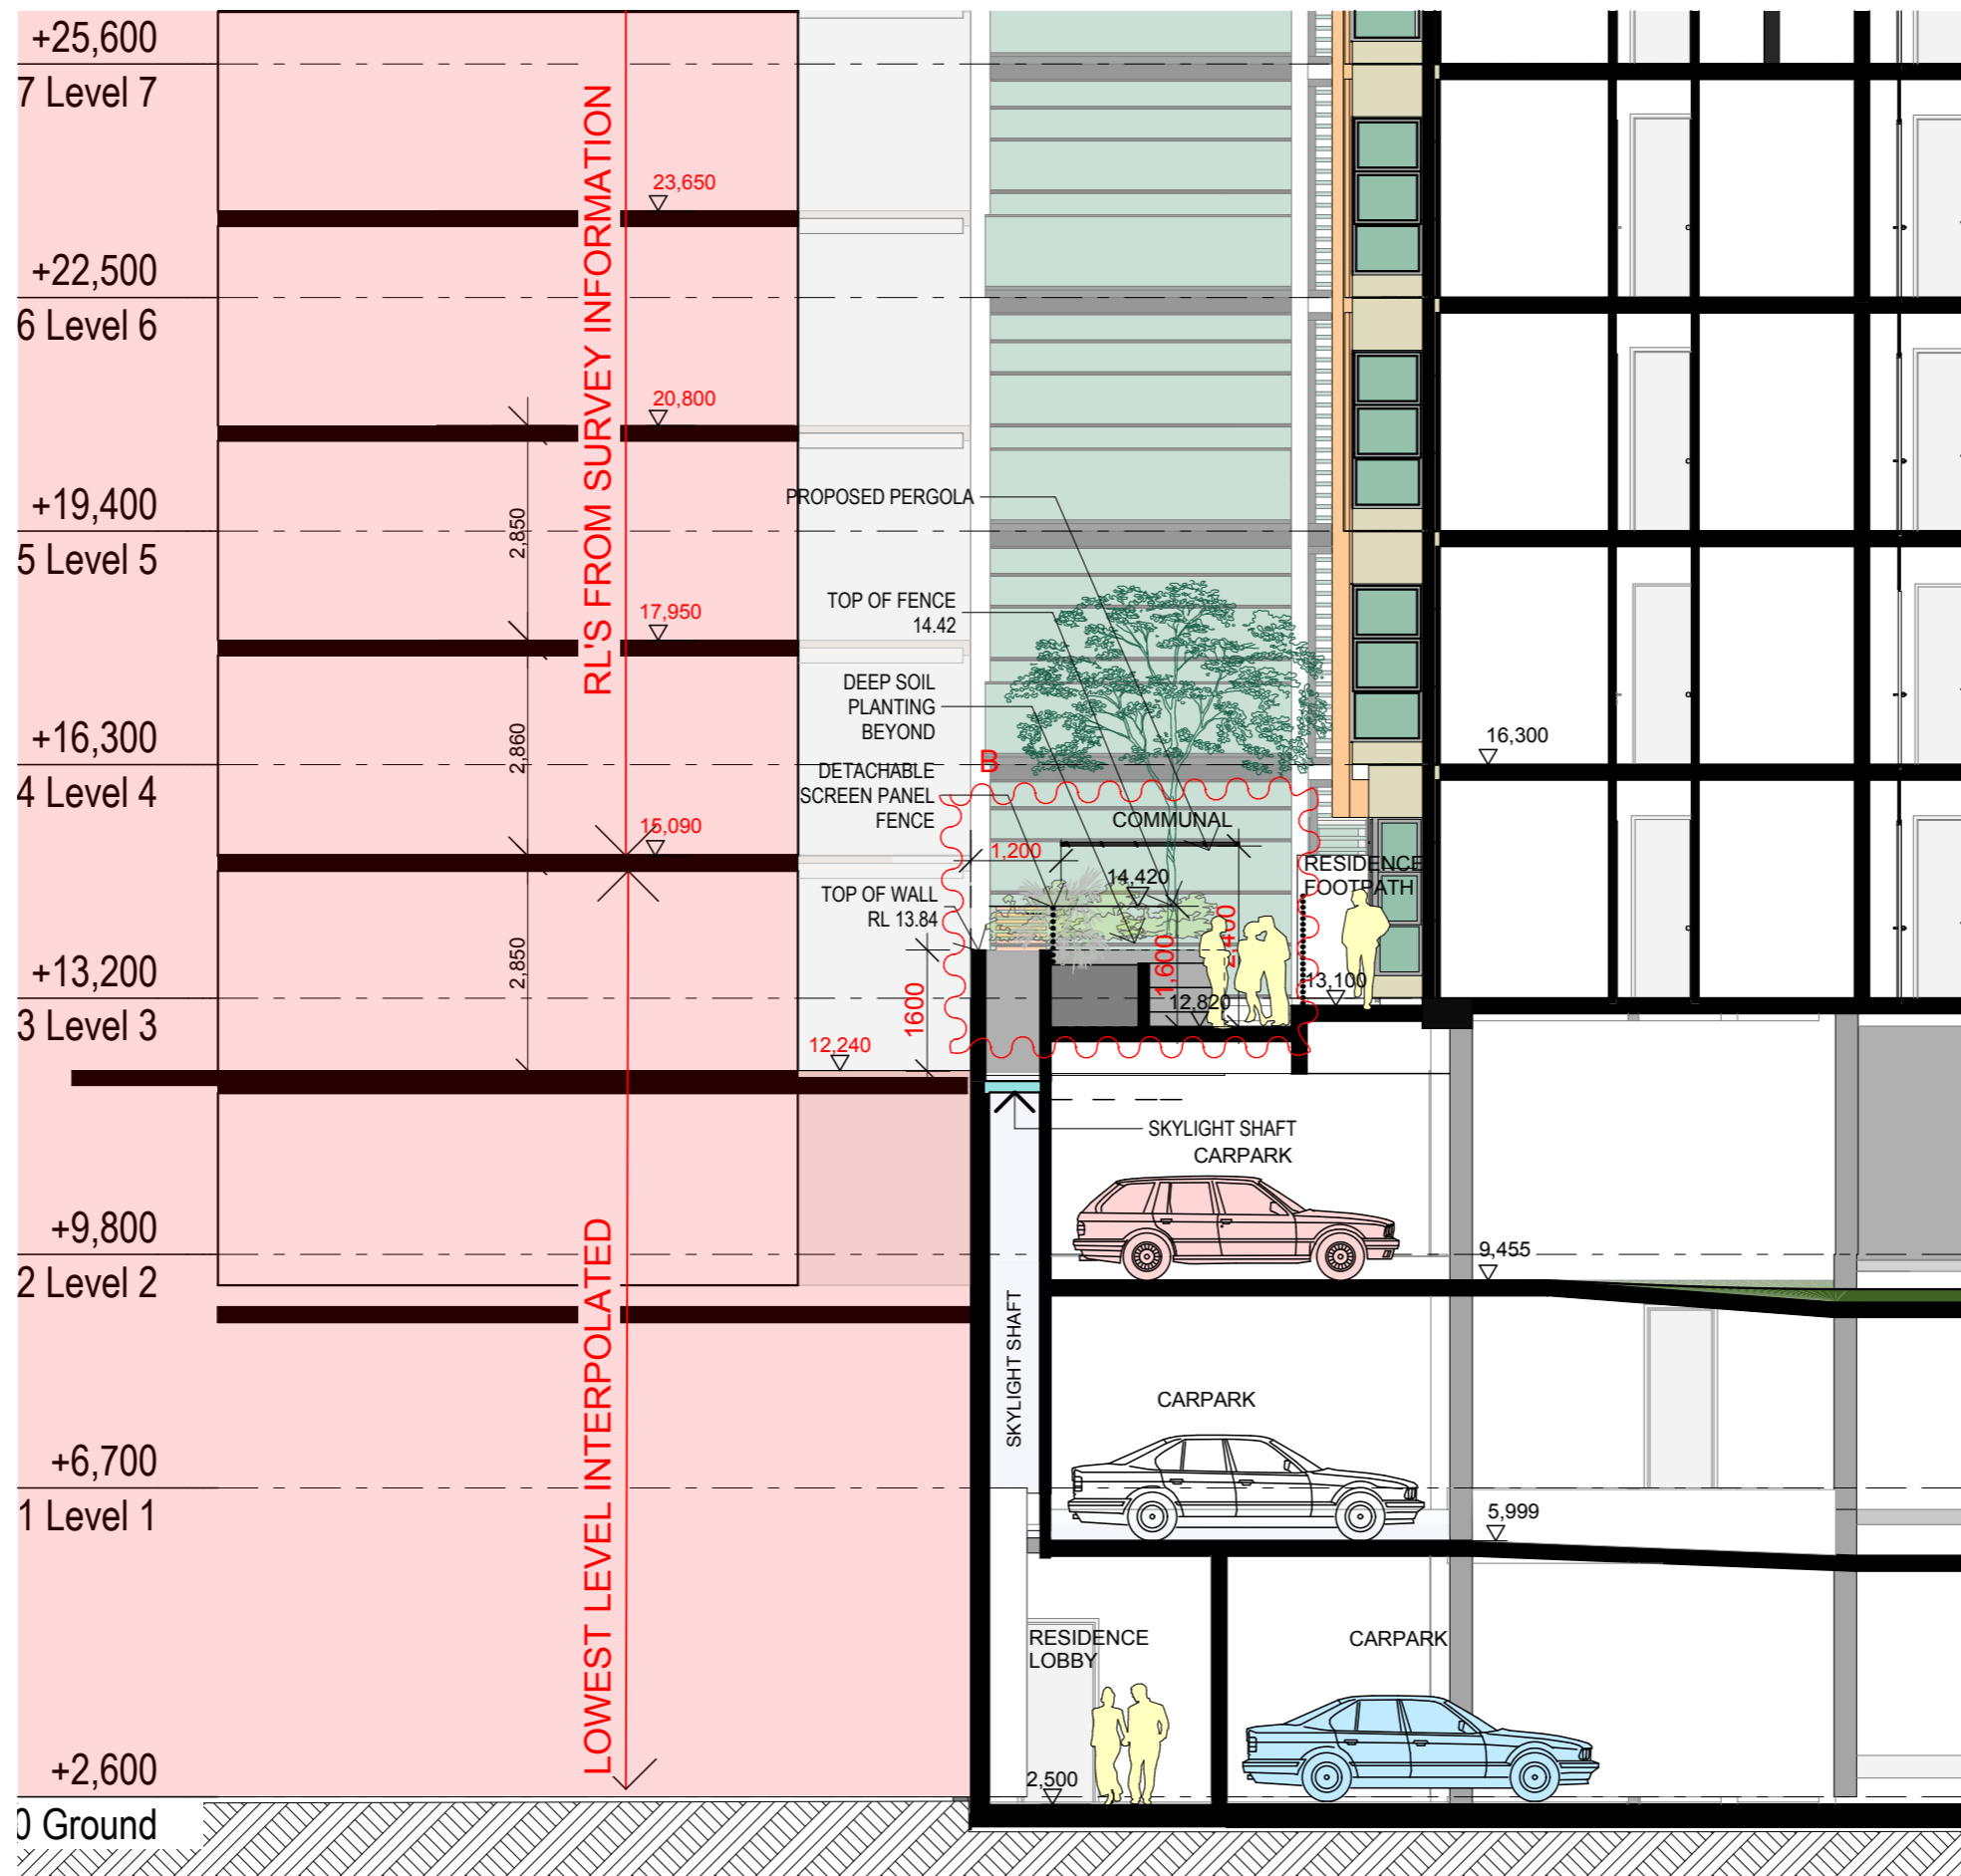 +25,600
7 Level 7
+22,500
6 Level 6
+19,400
5 Level 5
+16,300
4 Level 4
+13,200
3 Level 3
+9,800
2 Level 2
+6,700
1 Level 1
+2,600
0 Ground
RL'S FROM SURVEY INFORMATION
LOWEST LEVEL INTERPOLATED
23,650
20,800
17,950
15,090
12,240
2,850
2,860
2,850
PROPOSED PERGOLA
TOP OF FENCE
14.42
DEEP SOIL
PLANTING
BEYOND
DETACHABLE
SCREEN PANEL
FENCE
TOP OF WALL
RL 13.84
1600
B
COMMUNAL
1,200
14,420
1,600
12,820
RESIDENCE
FOOTPATH
13,100
16,300
SKYLIGHT SHAFT
CARPARK
9,455
SKYLIGHT SHAFT
CARPARK
5,999
RESIDENCE
LOBBY
CARPARK
2,500